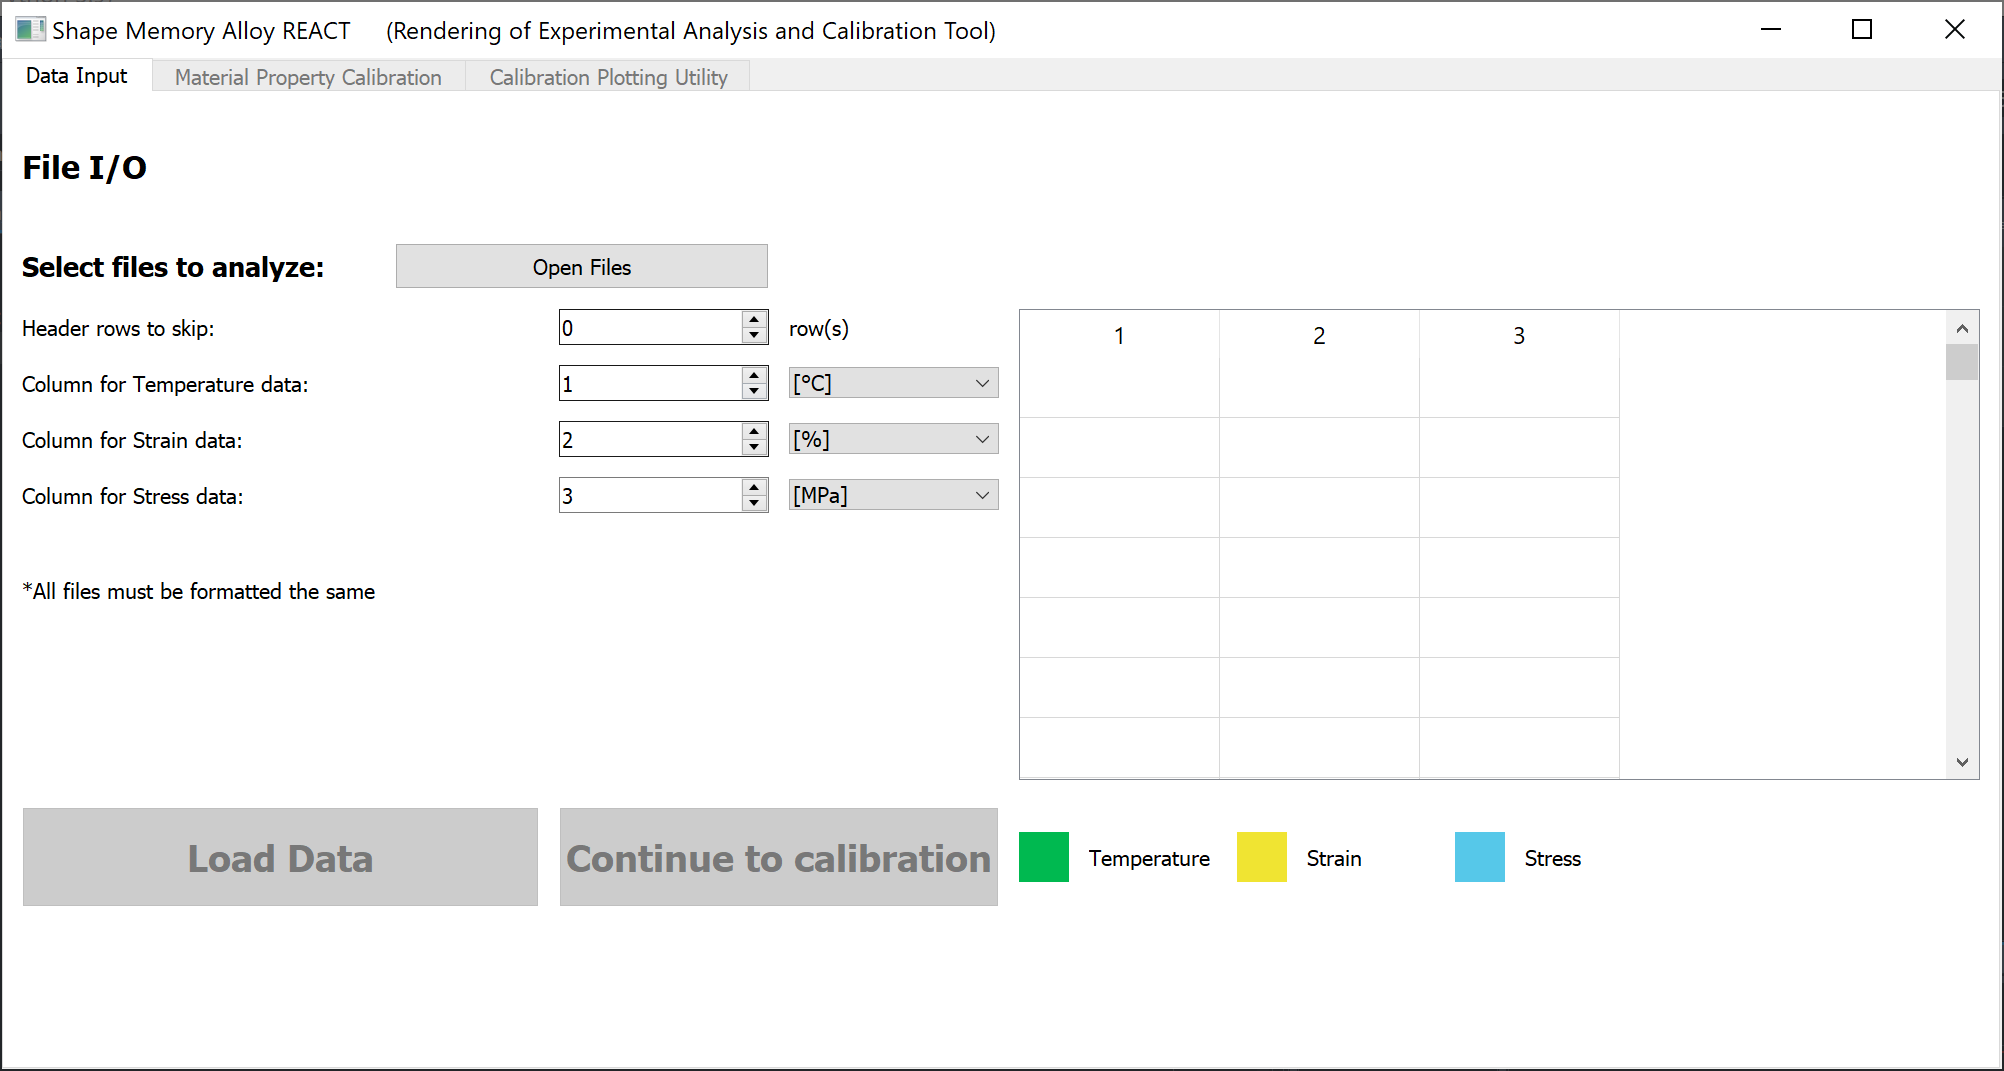 Shape Memory Alloy REACT (Rendering of Experimental Analysis and Calibration Tool)
Data Input Material Property Calibration Calibration Plotting Utility
File I/O
Select files to analyze: Open Files
Header rows to skip: 0 row(s)
Column for Temperature data: 1 [°C]
Column for Strain data: 2 [%]
Column for Stress data: 3 [MPa]
*All files must be formatted the same
1 2 3
Load Data Continue to calibration
Temperature Strain Stress